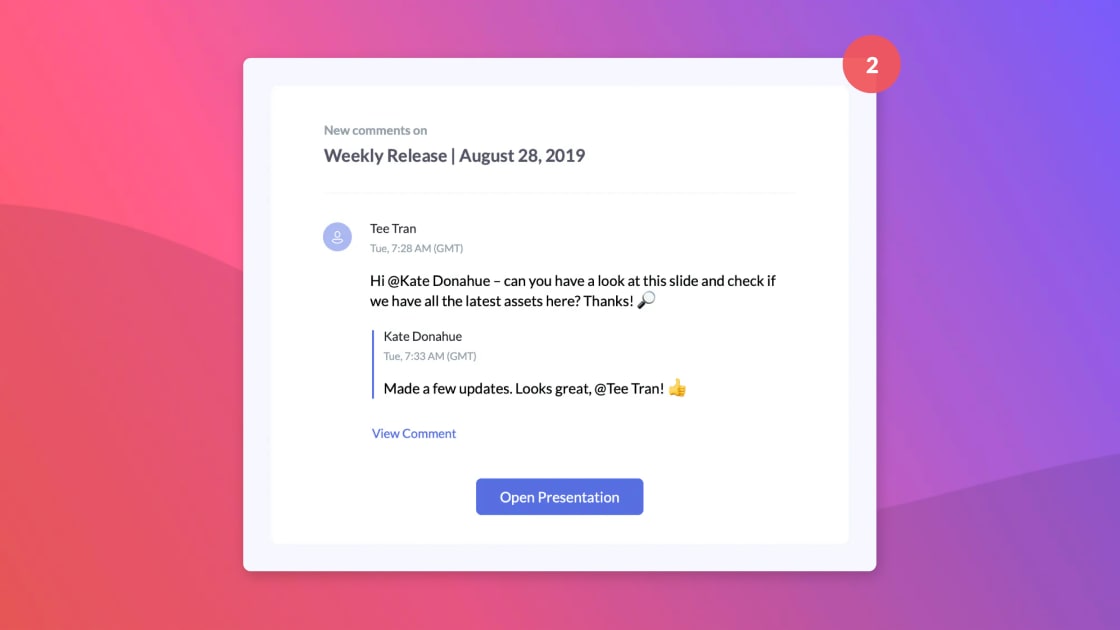 2
New comments on
Weekly Release | August 28, 2019
Tee Tran
Tue, 7:28 AM (GMT)
Hi @Kate Donahue – can you have a look at this slide and check if
we have all the latest assets here? Thanks! 🔎
Kate Donahue
Tue, 7:33 AM (GMT)
Made a few updates. Looks great, @Tee Tran! 👍
View Comment
Open Presentation